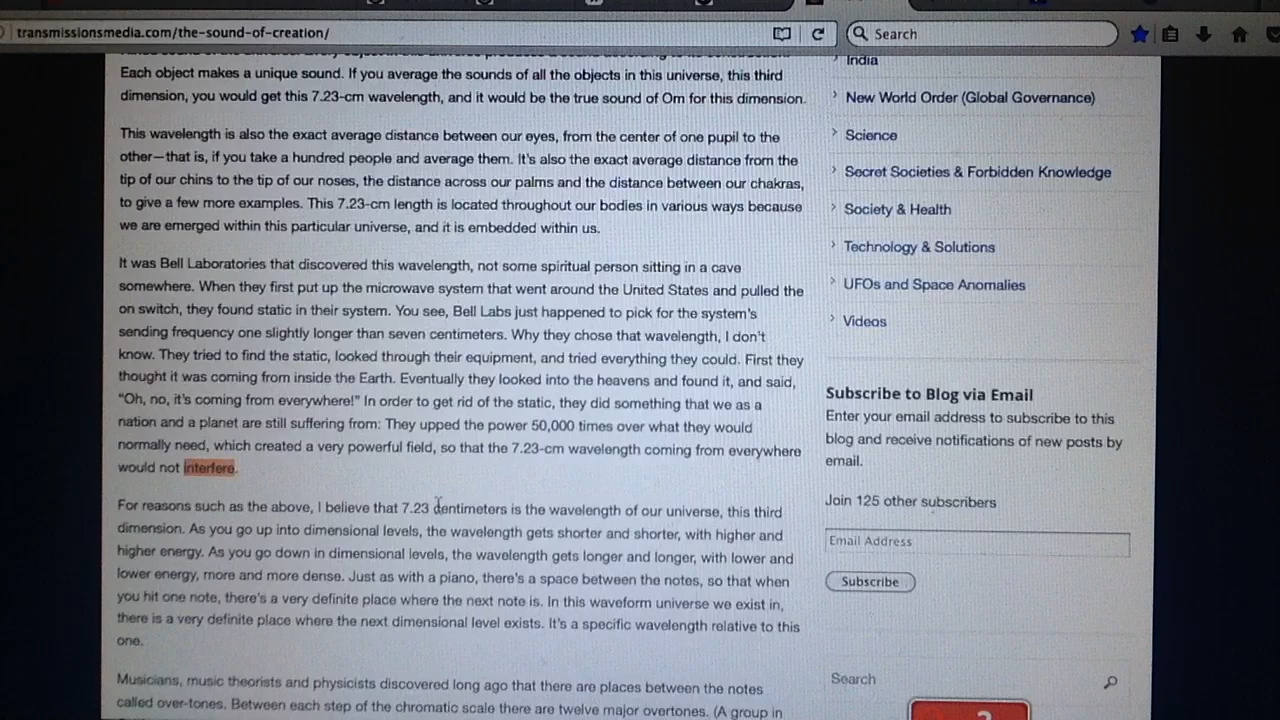 transmissionsmedia.com/the-sound-of-creation/
Search
Each object makes a unique sound. If you average the sounds of all the objects in this universe, this third
dimension, you would get this 7.23-cm wavelength, and it would be the true sound of Om for this dimension.
This wavelength is also the exact average distance between our eyes, from the center of one pupil to the
other—that is, if you take a hundred people and average them. It's also the exact average distance from the
tip of our chins to the tip of our noses, the distance across our palms and the distance between our chakras,
to give a few more examples. This 7.23-cm length is located throughout our bodies in various ways because
we are emerged within this particular universe, and it is embedded within us.
It was Bell Laboratories that discovered this wavelength, not some spiritual person sitting in a cave
somewhere. When they first put up the microwave system that went around the United States and pulled the
on switch, they found static in their system. You see, Bell Labs just happened to pick for the system's
sending frequency one slightly longer than seven centimeters. Why they chose that wavelength, I don't
know. They tried to find the static, looked through their equipment, and tried everything they could. First they
thought it was coming from inside the Earth. Eventually they looked into the heavens and found it, and said,
"Oh, no, it's coming from everywhere!" In order to get rid of the static, they did something that we as a
nation and a planet are still suffering from: They upped the power 50,000 times over what they would
normally need, which created a very powerful field, so that the 7.23-cm wavelength coming from everywhere
would not interfere.
For reasons such as the above, I believe that 7.23 centimeters is the wavelength of our universe, this third
dimension. As you go up into dimensional levels, the wavelength gets shorter and shorter, with higher and
higher energy. As you go down in dimensional levels, the wavelength gets longer and longer, with lower and
lower energy, more and more dense. Just as with a piano, there's a space between the notes, so that when
you hit one note, there's a very definite place where the next note is. In this waveform universe we exist in,
there is a very definite place where the next dimensional level exists. It's a specific wavelength relative to this
one.
Musicians, music theorists and physicists discovered long ago that there are places between the notes
called over-tones. Between each step of the chromatic scale there are twelve major overtones. (A group in
India
New World Order (Global Governance)
Science
Secret Societies & Forbidden Knowledge
Society & Health
Technology & Solutions
UFOs and Space Anomalies
Videos
Subscribe to Blog via Email
Enter your email address to subscribe to this
blog and receive notifications of new posts by
email.
Join 125 other subscribers
Email Address
Subscribe
Search